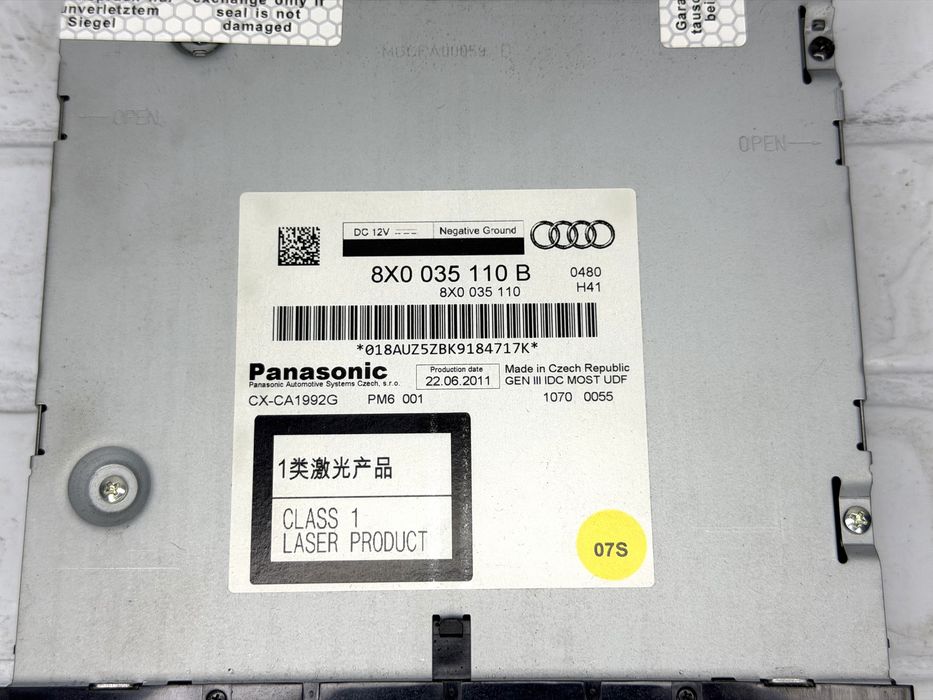 exchange only if
unverletztem seal is not
Siegel damaged
Gara
tausc
bei
OPEN
OPEN
DC 12V Negative Ground
8X0 035 110 B 0480
8X0 035 110 H41
*018AUZ5ZBK9184717K*
Panasonic
Panasonic Automotive Systems Czech, s.r.o.
Production date
22.06.2011
Made in Czech Republic
GEN III IDC MOST UDF
CX-CA1992G PM6 001 1070 0055
1类激光产品
CLASS 1
LASER PRODUCT
07S